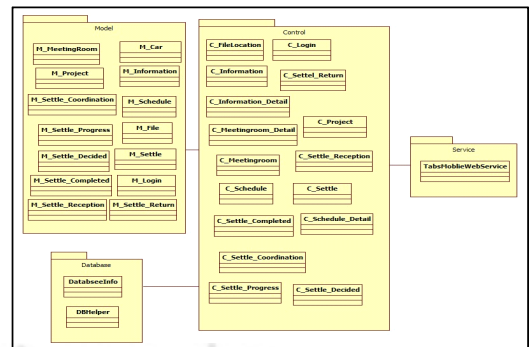 Model
M_MeetingRoom
M_Car
M_Project
M_Information
M_Settle_Coordination
M_Schedule
M_Settle_Progress
M_File
M_Settle_Decided
M_Settle
M_Settle_Completed
M_Login
M_Settle_Reception
M_Settle_Return
Control
C_FileLocation
C_Login
C_Information
C_Settel_Return
C_Information_Detail
C_Project
C_Meetingroom_Detail
C_Meetingroom
C_Settle_Reception
C_Schedule
C_Settle
C_Settle_Completed
C_Schedule_Detail
C_Settle_Coordination
C_Settle_Progress
C_Settle_Decided
Service
TabsMoblieWebService
Database
DatabseeInfo
DBHelper